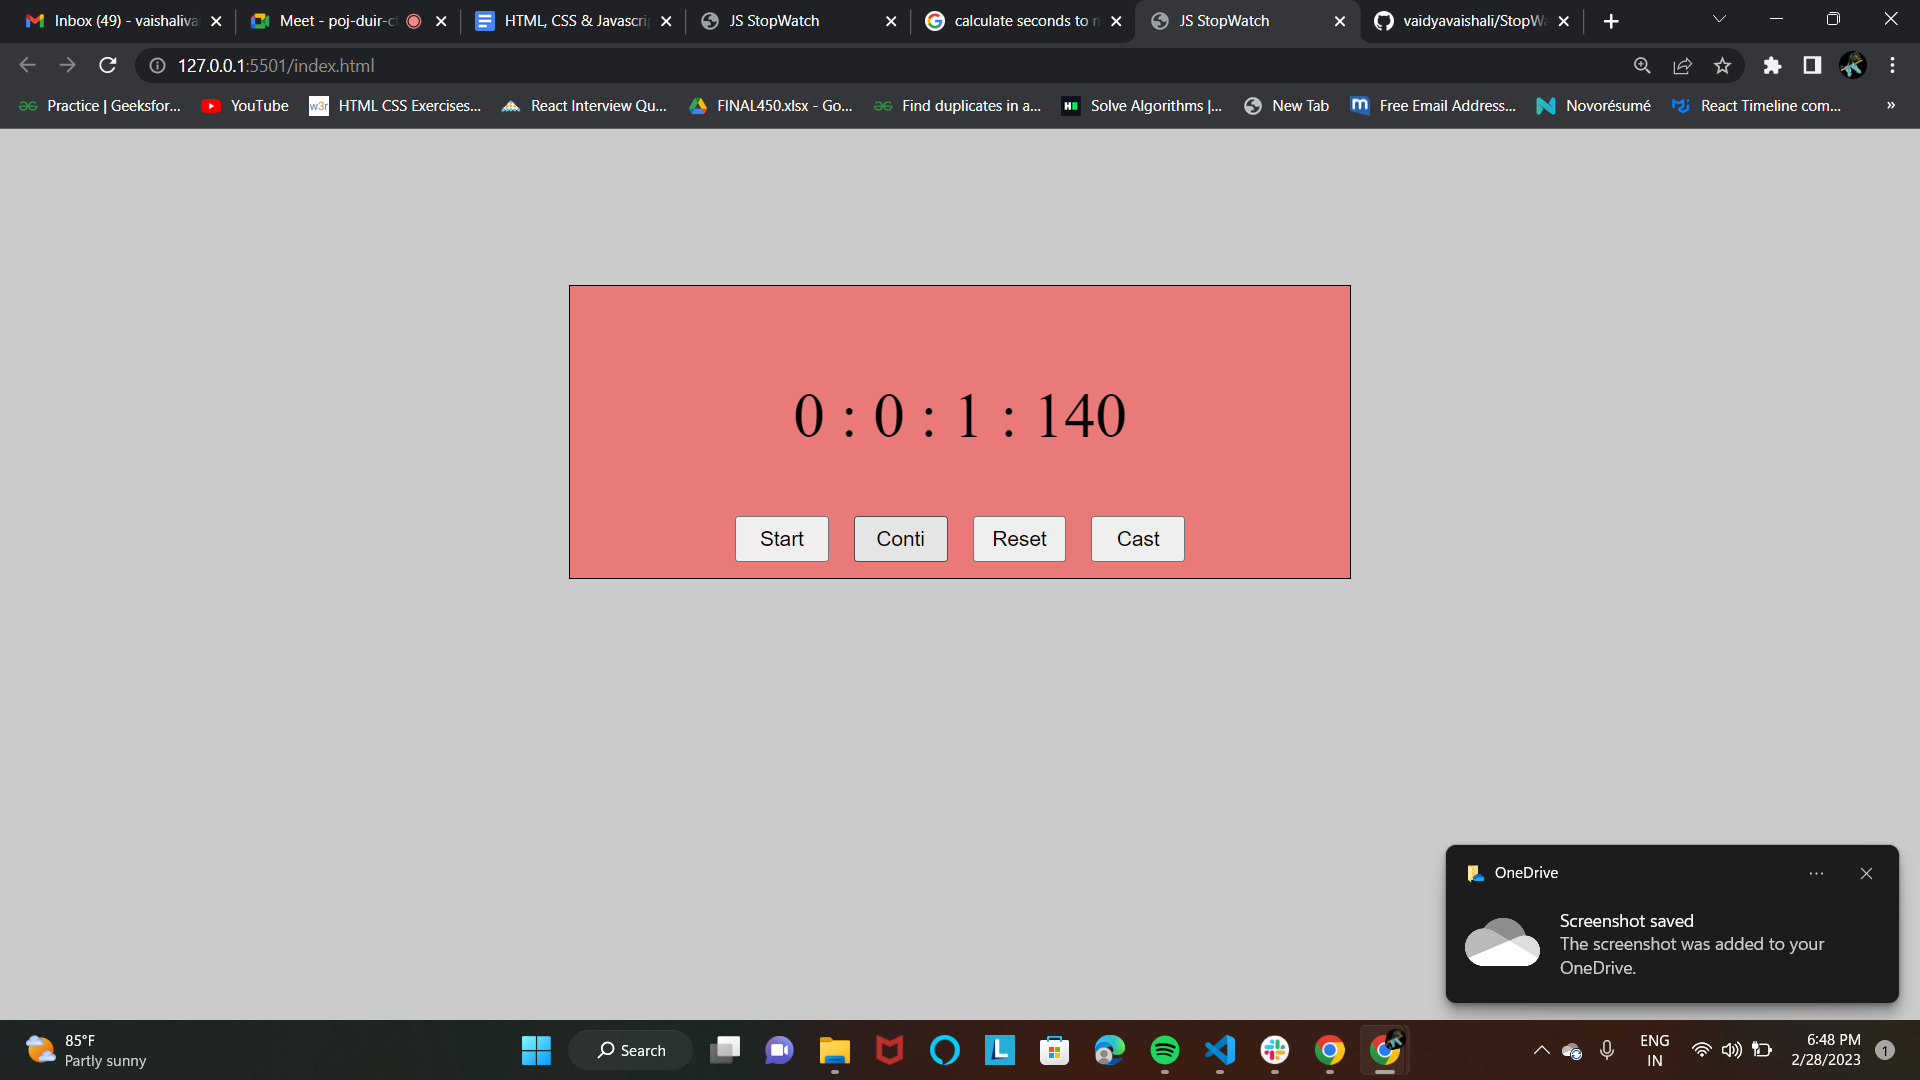 Inbox (49) - vaishaliva
Meet - poj-duir-c
HTML, CSS & Javascri
JS StopWatch
calculate seconds to m
JS StopWatch
vaidyavaishali/StopWa
127.0.0.1:5501/index.html
Practice | Geeksfor...
YouTube
w3r
HTML CSS Exercises...
React Interview Qu...
FINAL450.xlsx - Go...
Find duplicates in a...
Solve Algorithms |...
New Tab
Free Email Address...
Novorésumé
React Timeline com...
»
0 : 0 : 1 : 140
Start
Conti
Reset
Cast
OneDrive
Screenshot saved
The screenshot was added to your
OneDrive.
85°F
Partly sunny
Search
ENG
IN
6:48 PM
2/28/2023
1